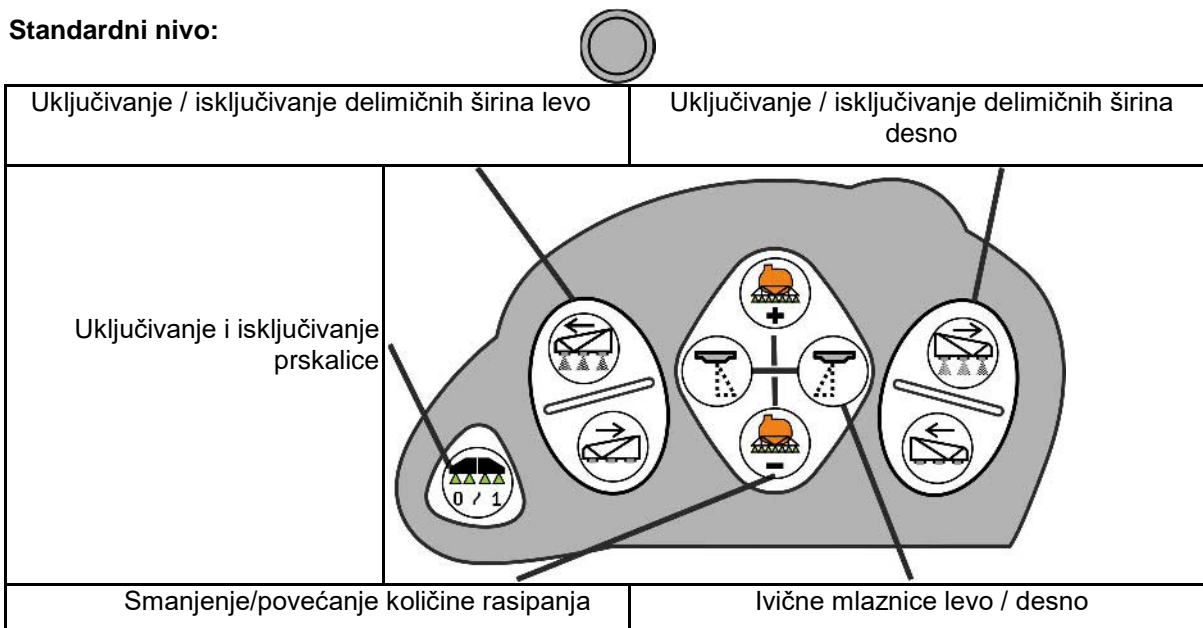 Standardni nivo:
Uključivanje / isključivanje delimičnih širina levo
Uključivanje / isključivanje delimičnih širina
desno
Uključivanje i isključivanje
prskalice
+
-
0 / 1
Smanjenje/povećanje količine rasipanja
Ivične mlaznice levo / desno